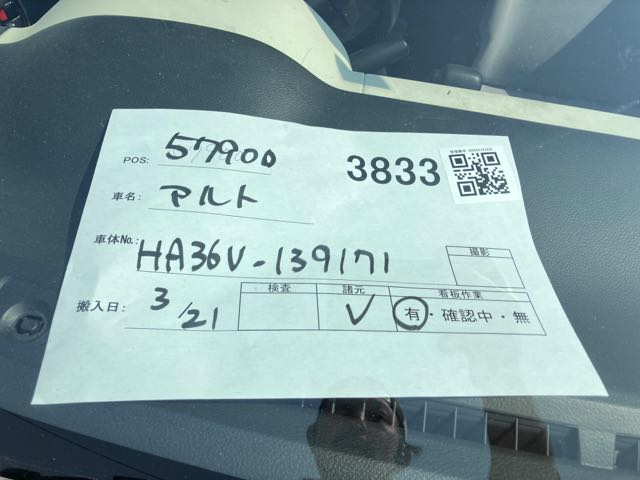 POS: 57900
3833
車名: アルト
車体No.: HA36V-139171
撮影
搬入日: 3/21
検査 諸元 看板作業
✓ 有・確認中・無